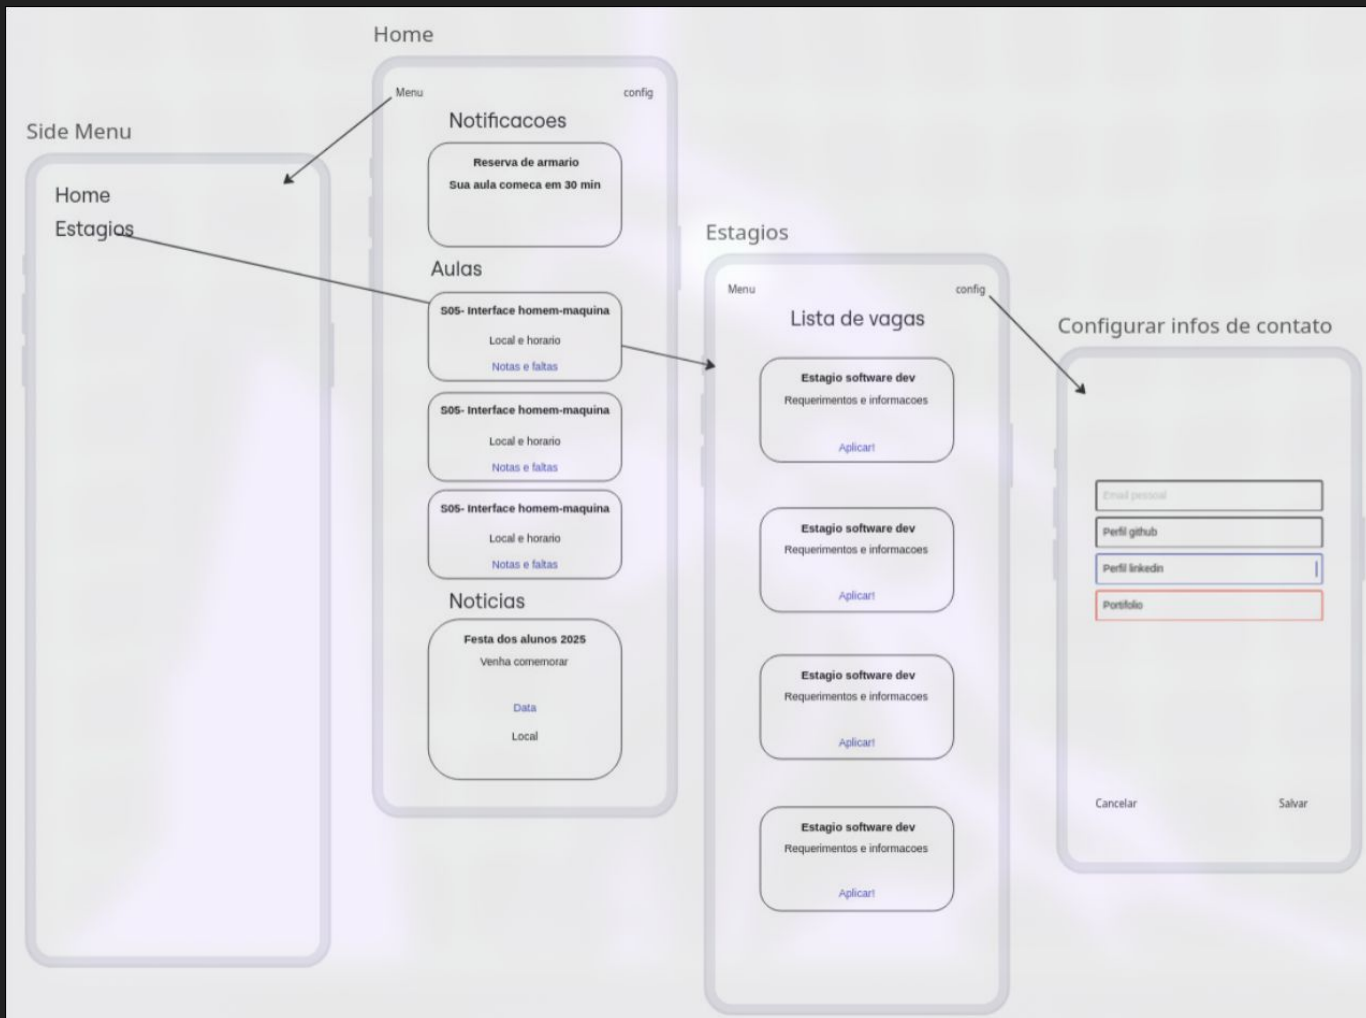 Side Menu
Home
Estagios
Home
Menu
config
Notificacoes
Reserva de armario
Sua aula comeca em 30 min
Aulas
S05- Interface homem-maquina
Local e horario
Notas e faltas
S05- Interface homem-maquina
Local e horario
Notas e faltas
S05- Interface homem-maquina
Local e horario
Notas e faltas
Noticias
Festa dos alunos 2025
Venha comemorar
Data
Local
Estagios
Menu
config
Lista de vagas
Estagio software dev
Requerimentos e informacoes
Aplicar!
Estagio software dev
Requerimentos e informacoes
Aplicar!
Estagio software dev
Requerimentos e informacoes
Aplicar!
Estagio software dev
Requerimentos e informacoes
Aplicar!
Configurar infos de contato
Email pessoal
Perfil github
Perfil linkedin
Portifolio
Cancelar
Salvar